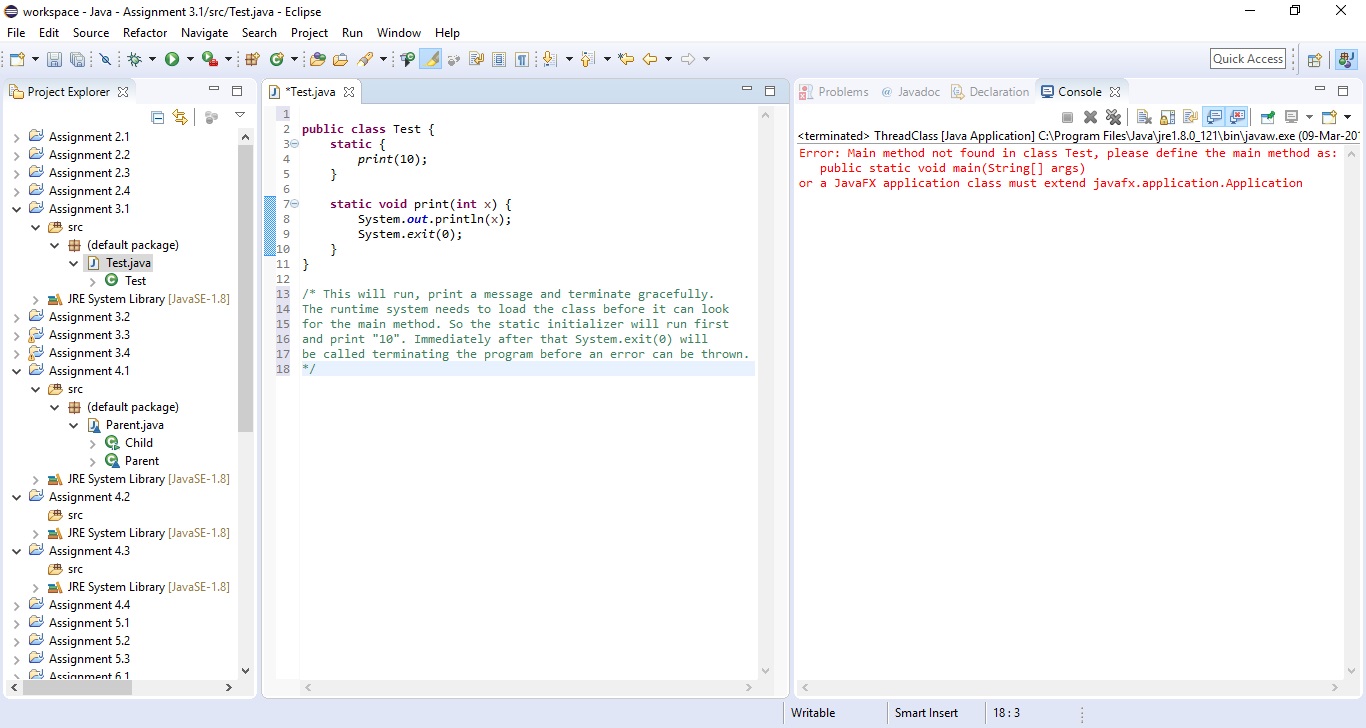 workspace - Java - Assignment 3.1/src/Test.java - Eclipse
File Edit Source Refactor Navigate Search Project Run Window Help
Quick Access
Project Explorer
Assignment 2.1
Assignment 2.2
Assignment 2.3
Assignment 2.4
Assignment 3.1
src
(default package)
Test.java
Test
JRE System Library [JavaSE-1.8]
Assignment 3.2
Assignment 3.3
Assignment 3.4
Assignment 4.1
src
(default package)
Parent.java
Child
Parent
JRE System Library [JavaSE-1.8]
Assignment 4.2
src
JRE System Library [JavaSE-1.8]
Assignment 4.3
src
JRE System Library [JavaSE-1.8]
Assignment 4.4
Assignment 5.1
Assignment 5.2
Assignment 5.3
Assignment 6.1
*Test.java
1
2 public class Test {
3 static {
4 print(10);
5 }
6
7 static void print(int x) {
8 System.out.println(x);
9 System.exit(0);
10 }
11 }
12
13 /* This will run, print a message and terminate gracefully.
14 The runtime system needs to load the class before it can look
15 for the main method. So the static initializer will run first
16 and print "10". Immediately after that System.exit(0) will
17 be called terminating the program before an error can be thrown.
18 */
Problems @ Javadoc Declaration Console
<terminated> ThreadClass [Java Application] C:\Program Files\Java\jre1.8.0_121\bin\javaw.exe (09-Mar-201
Error: Main method not found in class Test, please define the main method as:
public static void main(String[] args)
or a JavaFX application class must extend javafx.application.Application
Writable Smart Insert 18 : 3